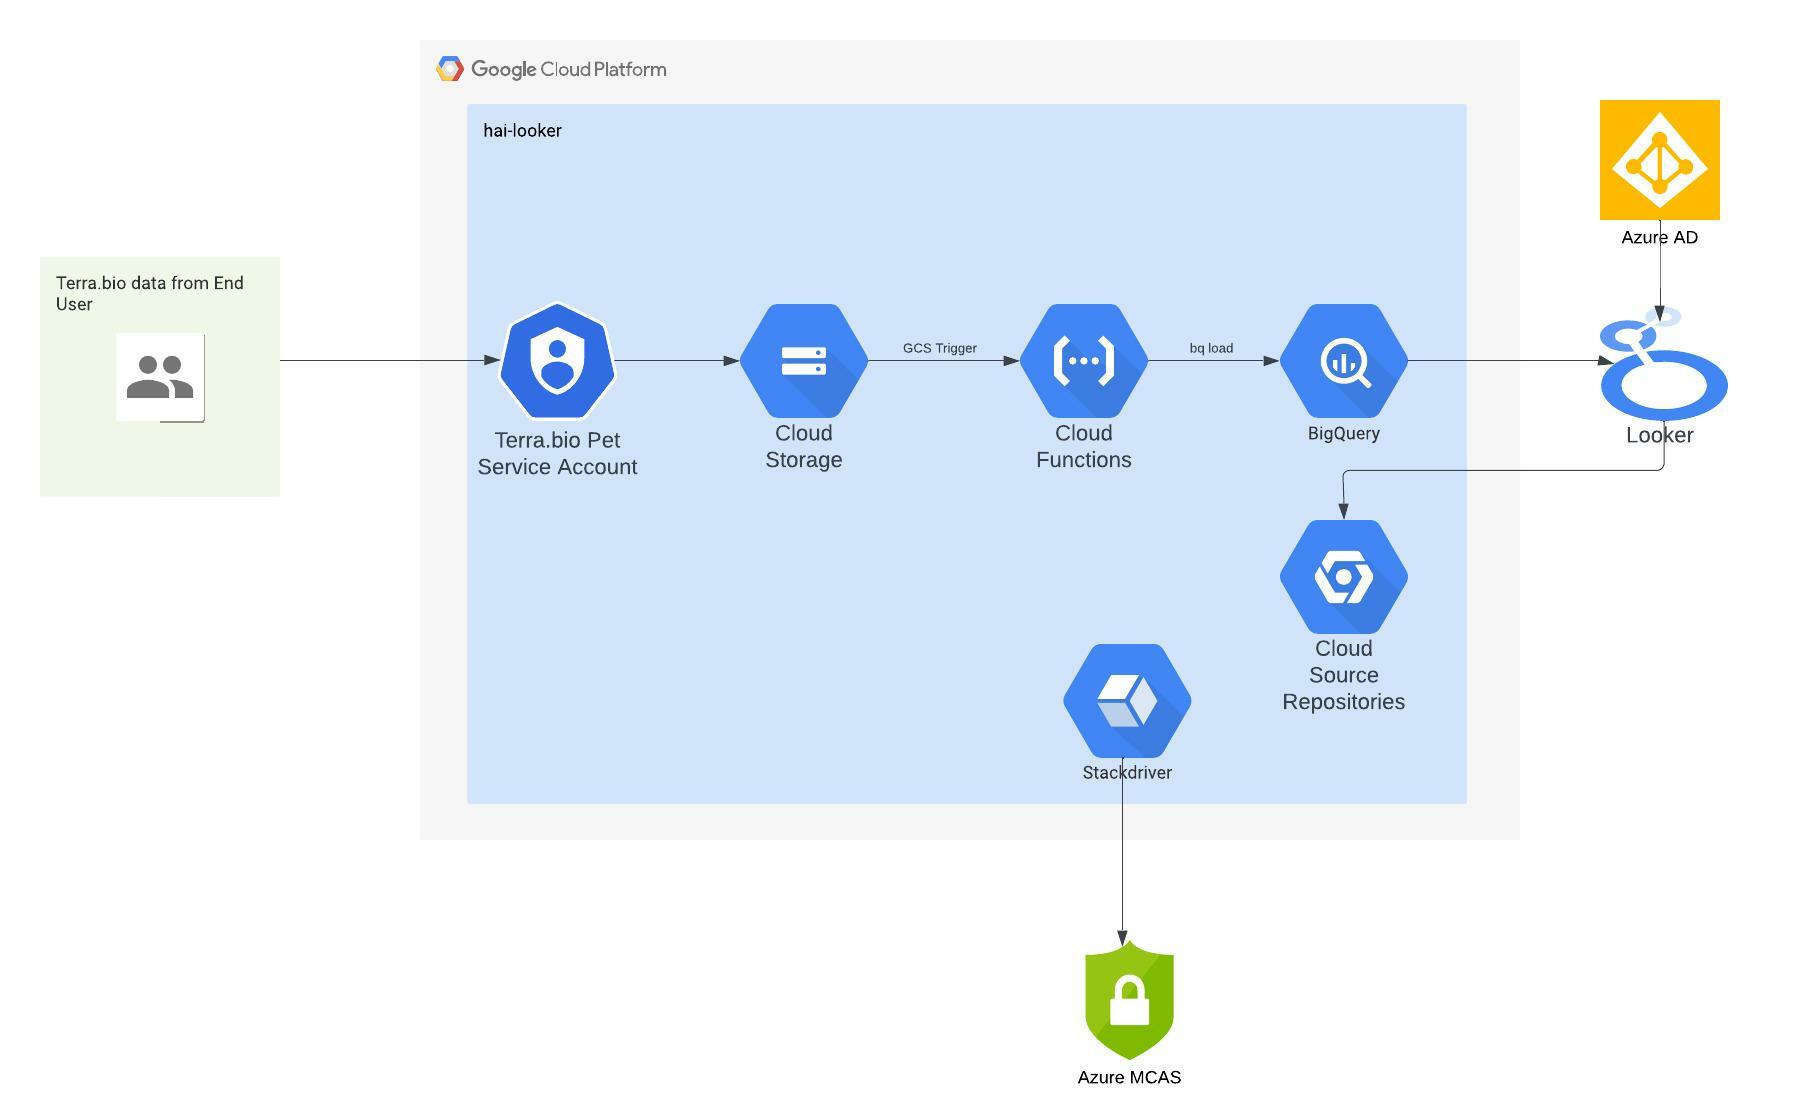 Google Cloud Platform
hai-looker
Azure AD
Terra.bio data from End
User
GCS Trigger
bq load
Terra.bio Pet
Service Account
Cloud
Storage
Cloud
Functions
BigQuery
Looker
Cloud
Source
Repositories
Stackdriver
Azure MCAS